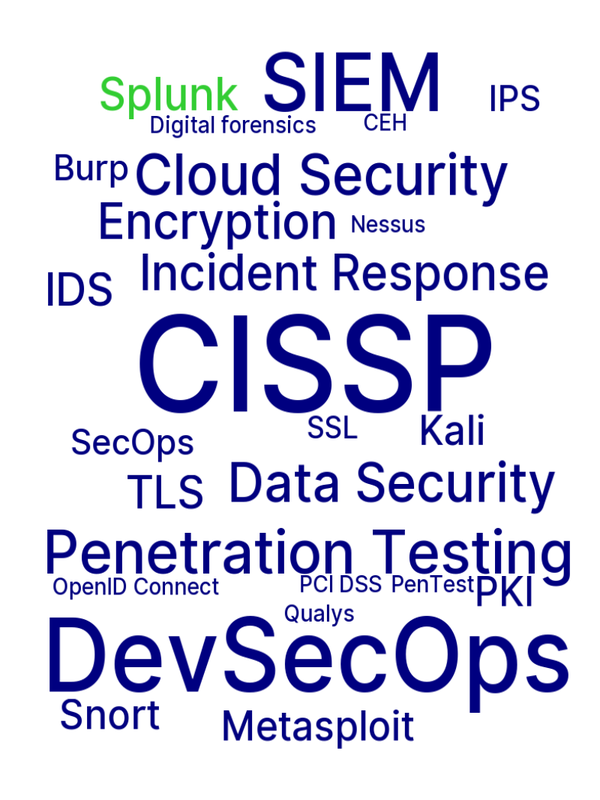 Splunk SIEM IPS
Digital forensics CEH
Burp Cloud Security
Encryption Nessus
IDS Incident Response
CISSP
SSL Kali
SecOps
TLS Data Security
Penetration Testing
OpenID Connect PCI DSS PenTest PKI
Qualys
DevSecOps
Snort Metasploit